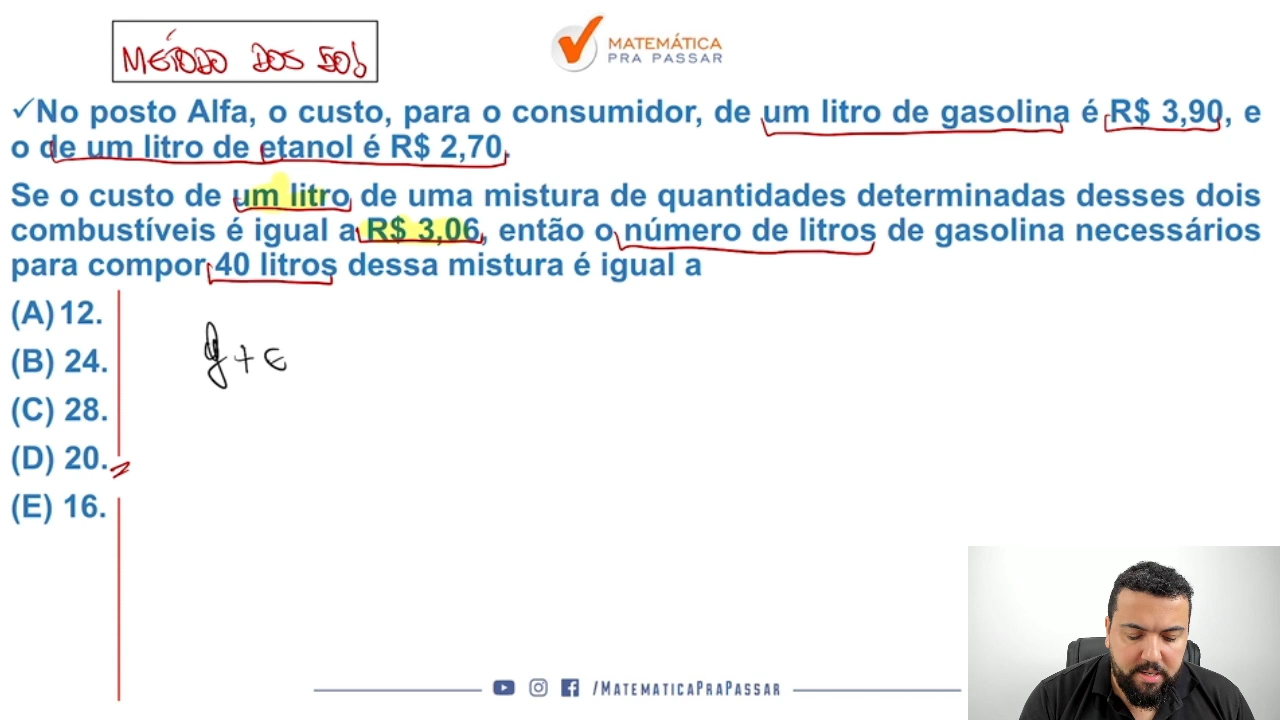 MÉTODO DOS 50%
MATEMÁTICA
PRA PASSAR
✓No posto Alfa, o custo, para o consumidor, de um litro de gasolina é R$ 3,90, e
o de um litro de etanol é R$ 2,70.
Se o custo de um litro de uma mistura de quantidades determinadas desses dois
combustíveis é igual a R$ 3,06, então o número de litros de gasolina necessários
para compor 40 litros dessa mistura é igual a
(A) 12.
(B) 24.
(C) 28.
(D) 20.
(E) 16.
g + e
/MATEMATICAPRAPASSAR